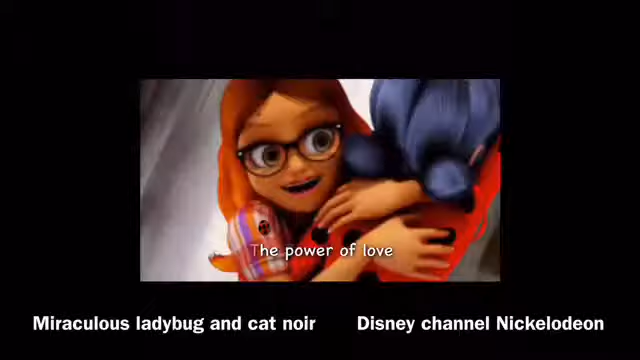 The power of love
Miraculous ladybug and cat noir
Disney channel Nickelodeon